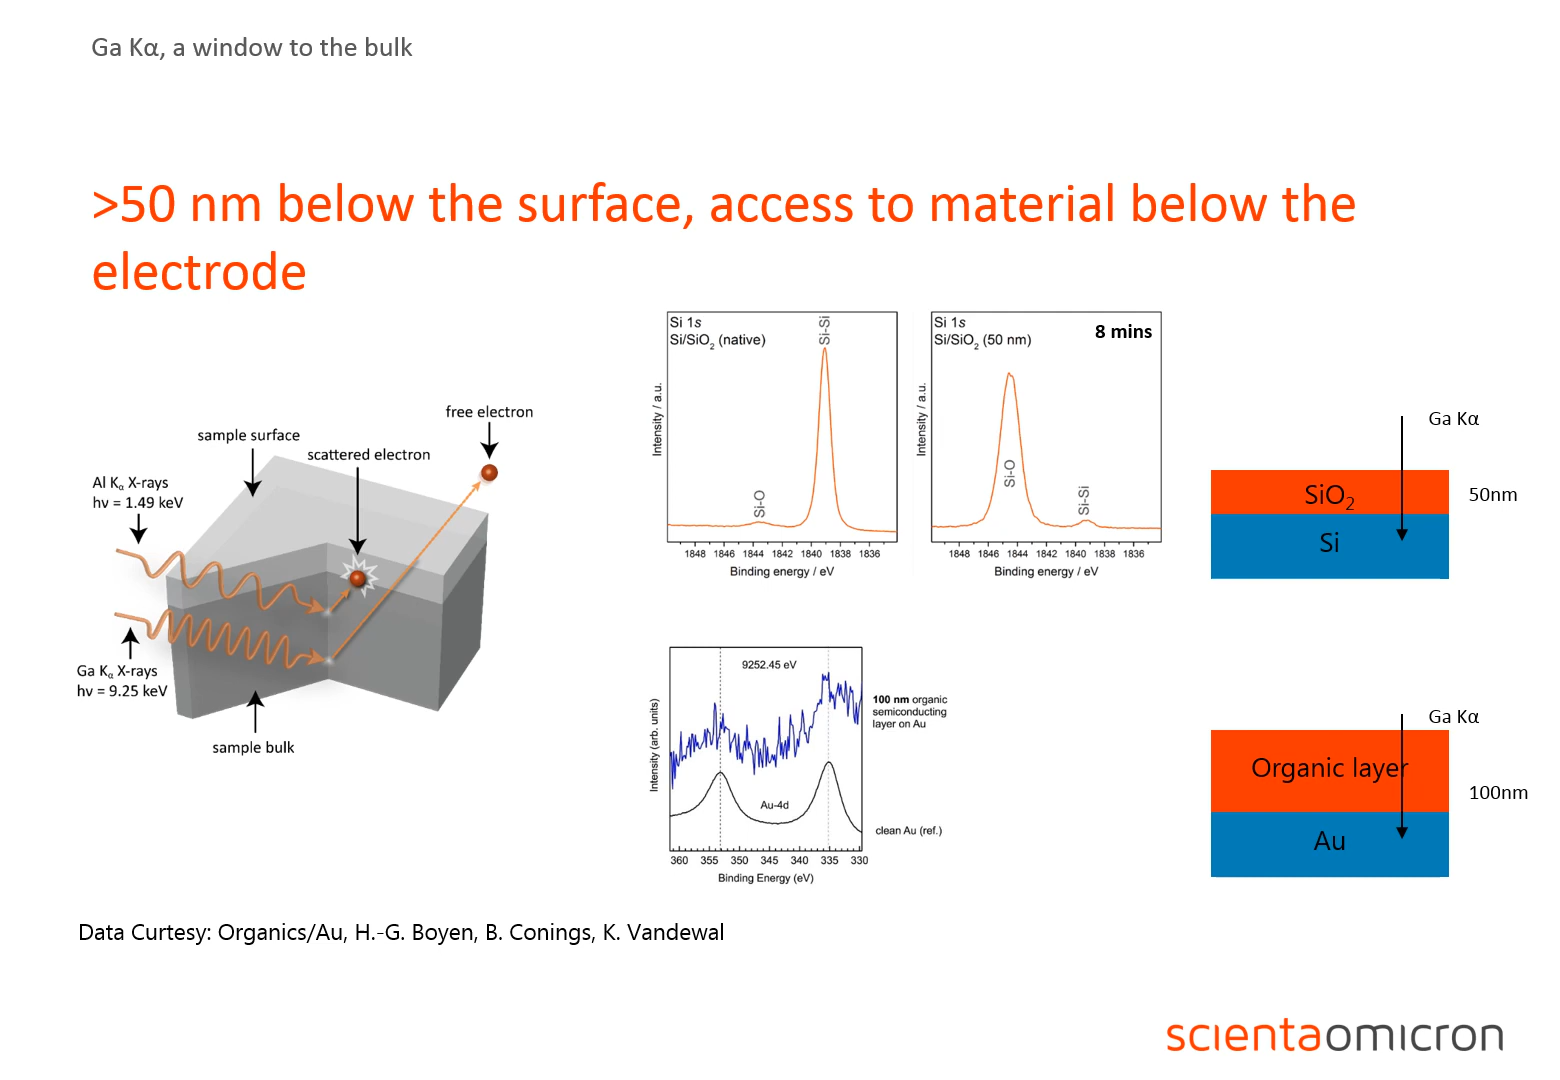 Ga Kα, a window to the bulk
>50 nm below the surface, access to material below the
electrode
free electron
sample surface
scattered electron
Al Kα X-rays
hν = 1.49 keV
Ga Kα X-rays
hν = 9.25 keV
sample bulk
Si 1s
Si/SiO2 (native)
Si-Si
Si-O
Intensity / a.u.
1848 1846 1844 1842 1840 1838 1836
Binding energy / eV
Si 1s
Si/SiO2 (50 nm)
8 mins
Si-O
Si-Si
Intensity / a.u.
1848 1846 1844 1842 1840 1838 1836
Binding energy / eV
Ga Kα
SiO2
50nm
Si
9252.45 eV
100 nm organic
semiconducting
layer on Au
Intensity (arb. units)
Au-4d
clean Au (ref.)
360 355 350 345 340 335 330
Binding Energy (eV)
Ga Kα
Organic layer
100nm
Au
Data Curtesy: Organics/Au, H.-G. Boyen, B. Conings, K. Vandewal
scientaomicron